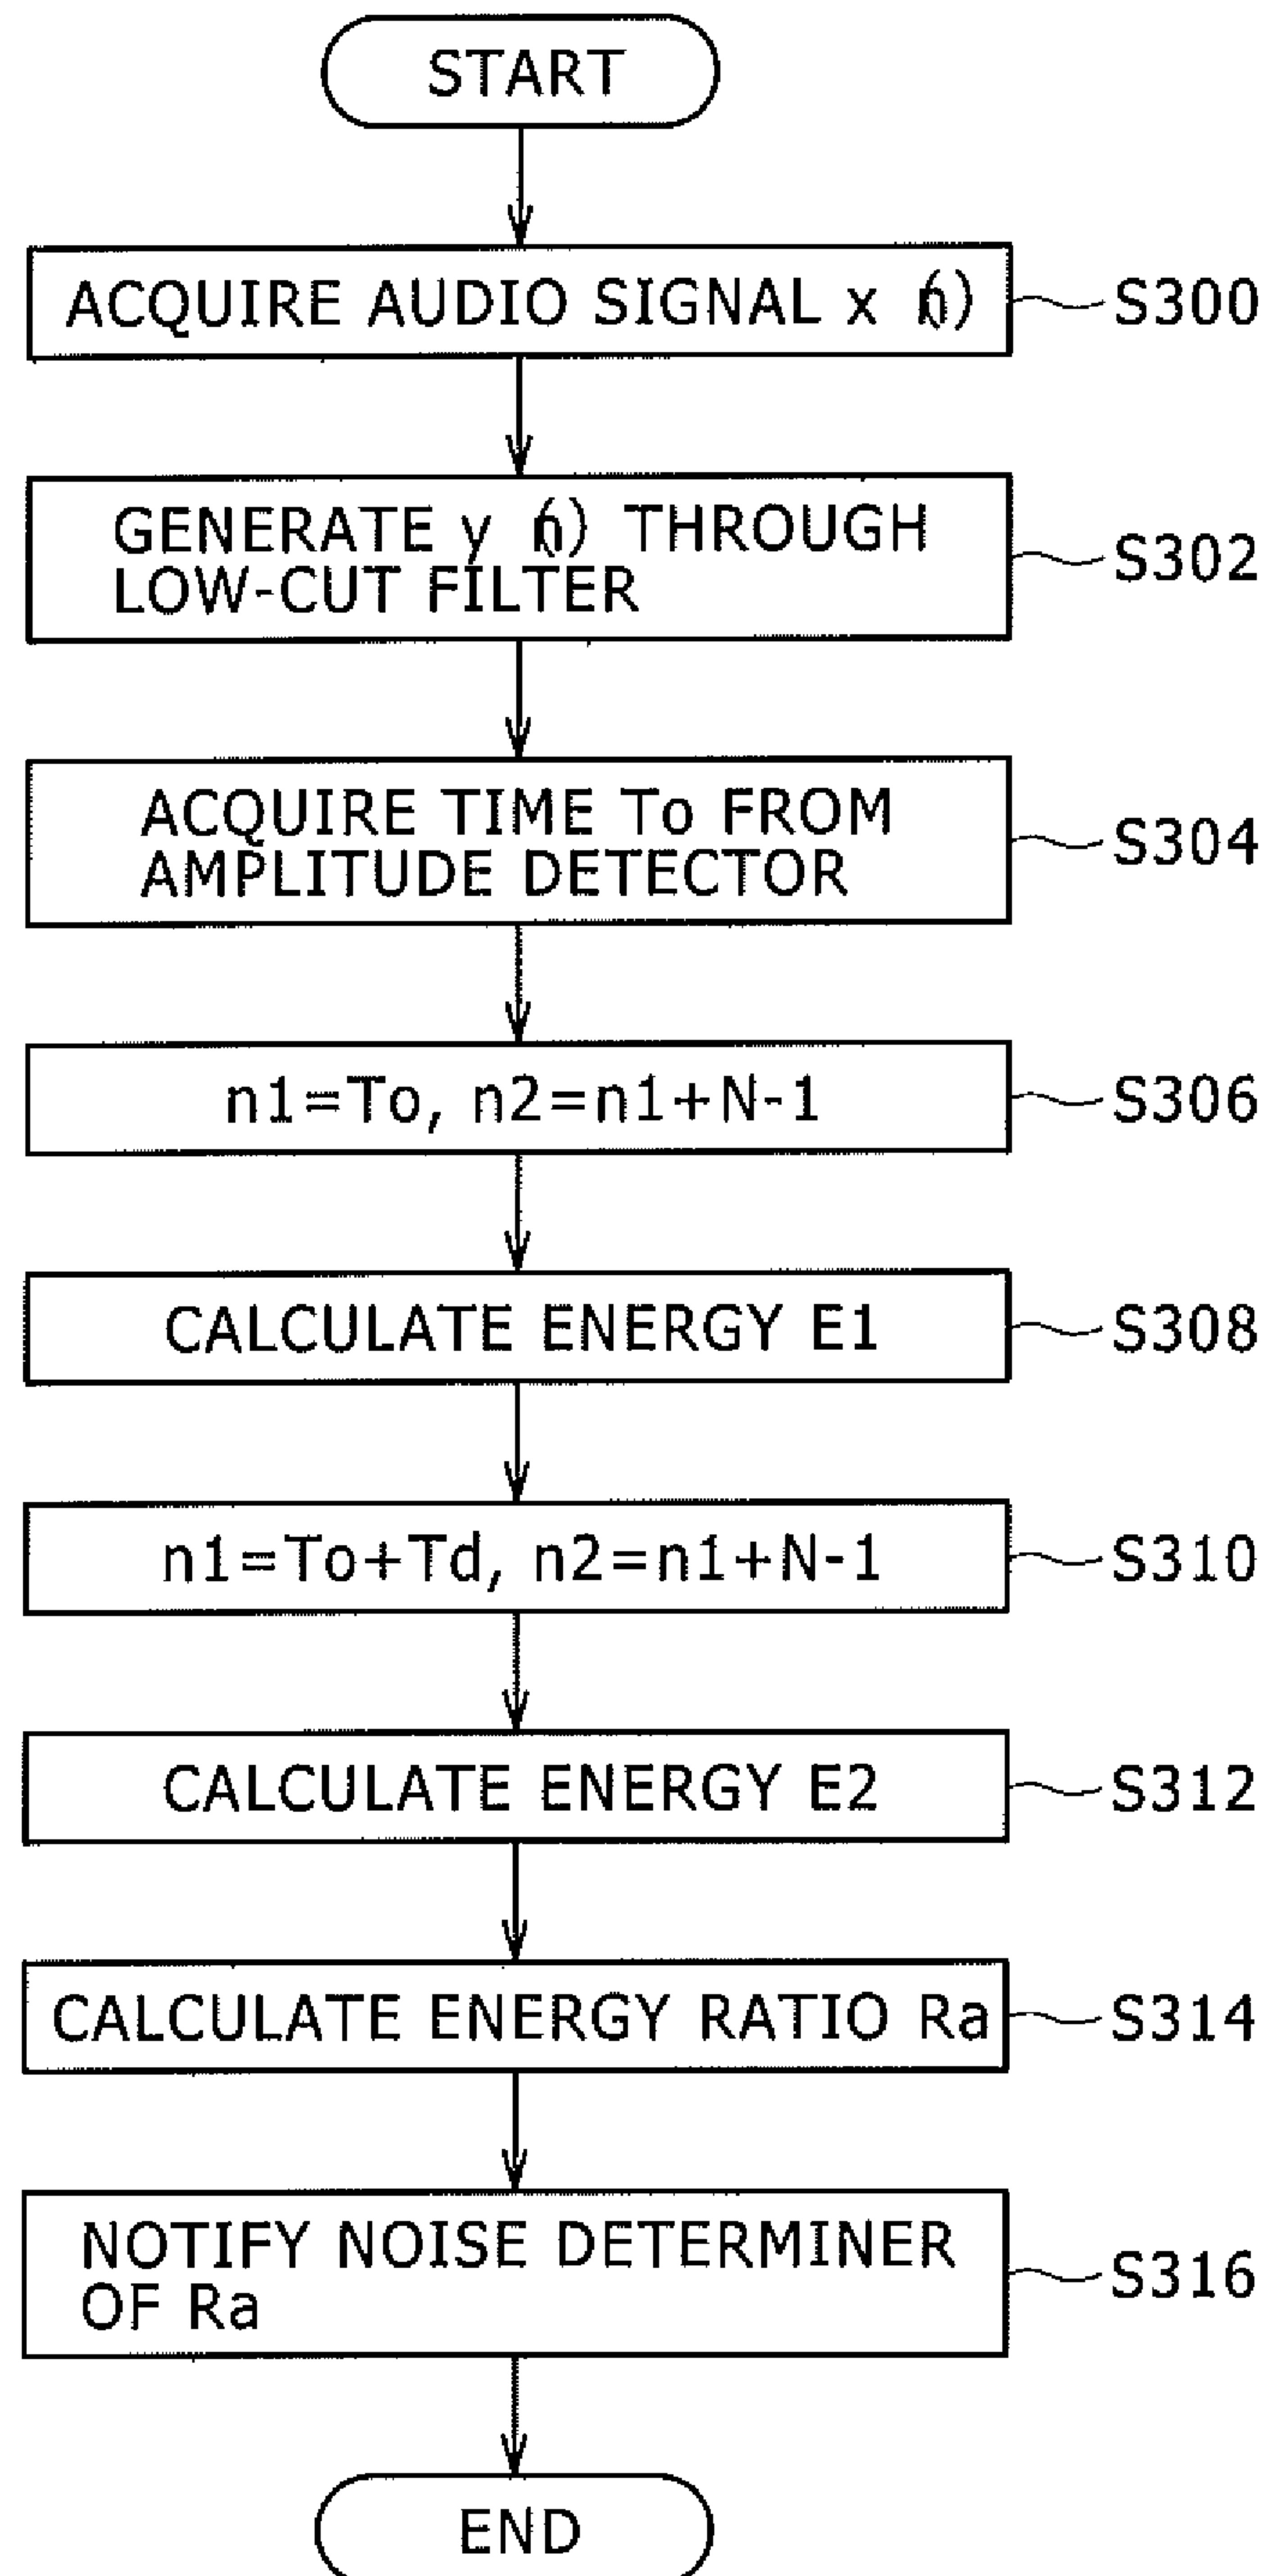 START
ACQUIRE AUDIO SIGNAL x (n)
S300
GENERATE y (n) THROUGH
LOW-CUT FILTER
S302
ACQUIRE TIME To FROM
AMPLITUDE DETECTOR
S304
n1=To, n2=n1+N-1
S306
CALCULATE ENERGY E1
S308
n1=To+Td, n2=n1+N-1
S310
CALCULATE ENERGY E2
S312
CALCULATE ENERGY RATIO Ra
S314
NOTIFY NOISE DETERMINER
OF Ra
S316
END